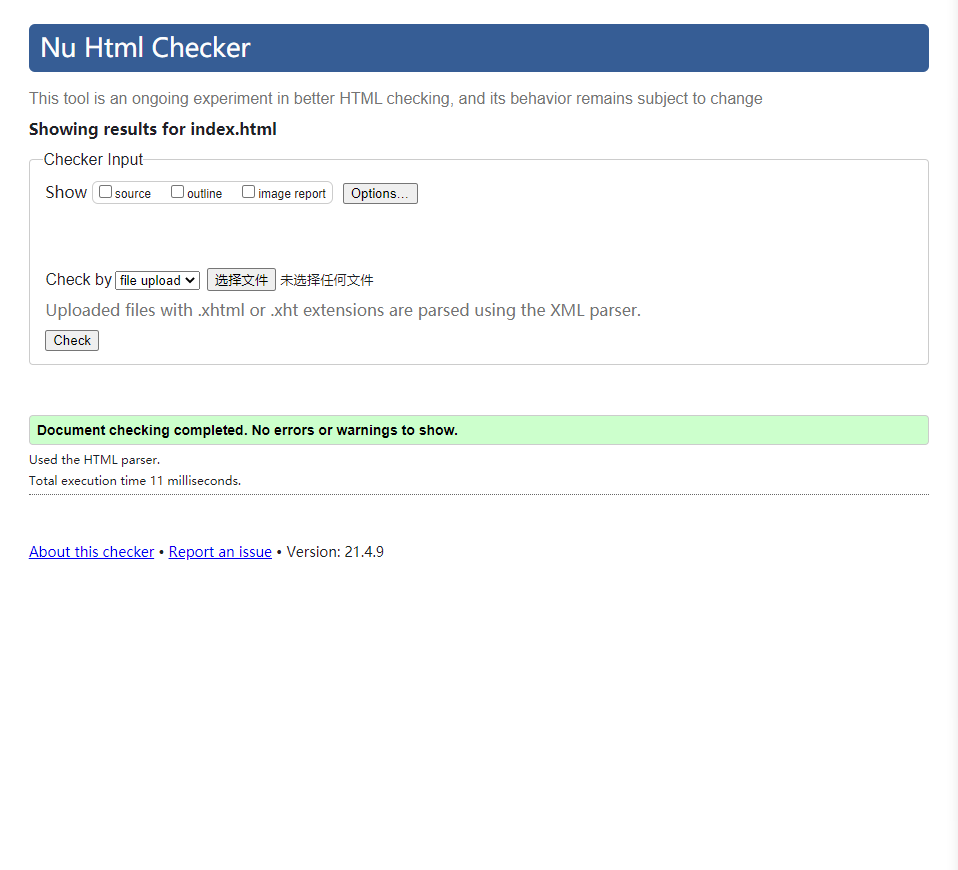 Nu Html Checker
This tool is an ongoing experiment in better HTML checking, and its behavior remains subject to change
Showing results for index.html
Checker Input
Show source outline image report Options...
Check by file upload 选择文件 未选择任何文件
Uploaded files with .xhtml or .xht extensions are parsed using the XML parser.
Check
Document checking completed. No errors or warnings to show.
Used the HTML parser.
Total execution time 11 milliseconds.
About this checker • Report an issue • Version: 21.4.9